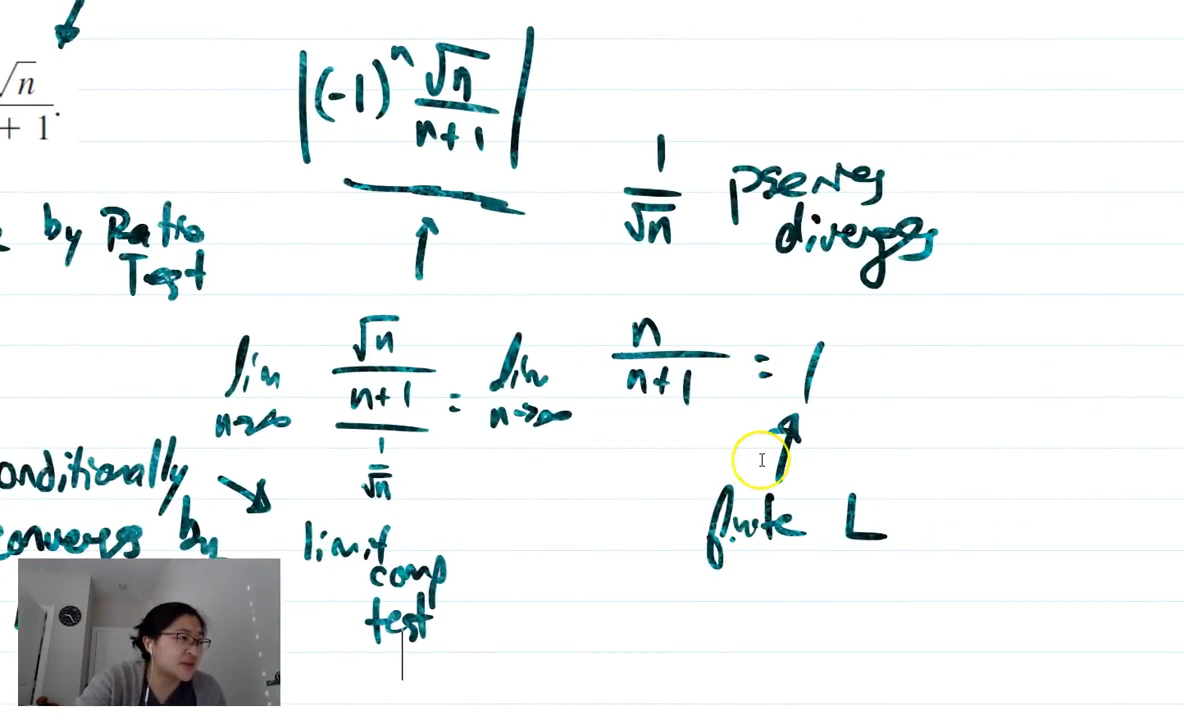 √n
+ 1.
|(-1)^n √n/(n+1)|
1/√n pseries
diverges
by Ratio
Test
lim n→∞ (√n/(n+1))/(1/√n) = lim n→∞ n/(n+1) = 1
finite L
onditionally
converges by
limit
comp
test